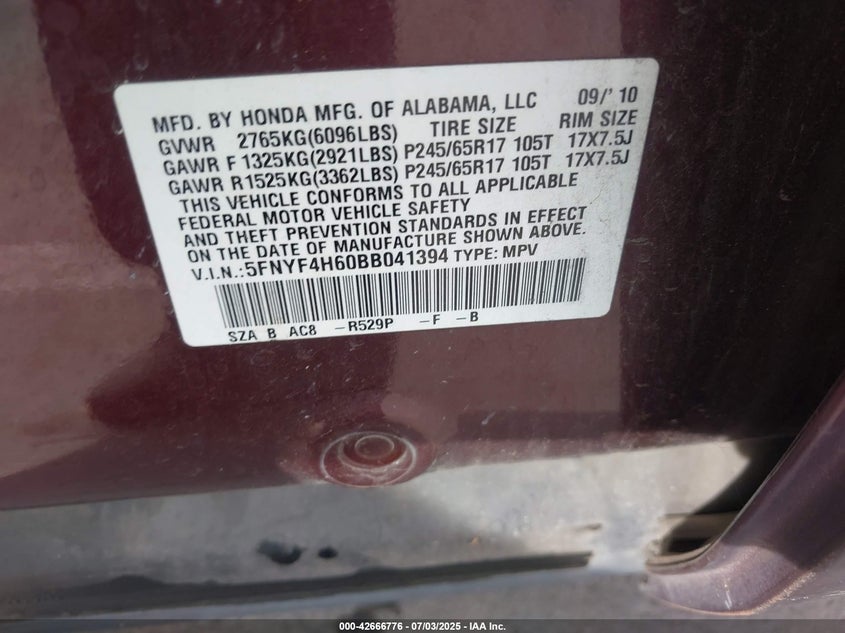 MFD. BY HONDA MFG. OF ALABAMA, LLC 09/' 10
GVWR 2765KG(6096LBS) TIRE SIZE RIM SIZE
GAWR F 1325KG(2921LBS) P245/65R17 105T 17X7.5J
GAWR R1525KG(3362LBS) P245/65R17 105T 17X7.5J
THIS VEHICLE CONFORMS TO ALL APPLICABLE
FEDERAL MOTOR VEHICLE SAFETY
AND THEFT PREVENTION STANDARDS IN EFFECT
ON THE DATE OF MANUFACTURE SHOWN ABOVE.
V.I.N.:5FNYF4H60BB041394 TYPE: MPV
SZA B AC8 -R529P -F -B
000-42666776 - 07/03/2025 - IAA Inc.